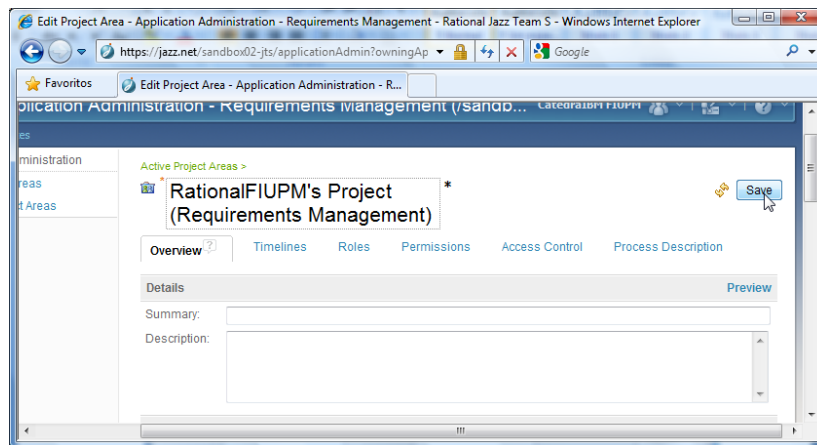 Edit Project Area - Application Administration - Requirements Management - Rational Jazz Team S - Windows Internet Explorer
https://jazz.net/sandbox02-jts/applicationAdmin?owningAp
Google
Favoritos
Edit Project Area - Application Administration - R...
plication Administration - Requirements Management (/sandb... CatedraIBM FIUPM
es
ministration
reas
t Areas
Active Project Areas >
* RationalFIUPM's Project *
(Requirements Management)
Save
Overview ? Timelines Roles Permissions Access Control Process Description
Details Preview
Summary:
Description: